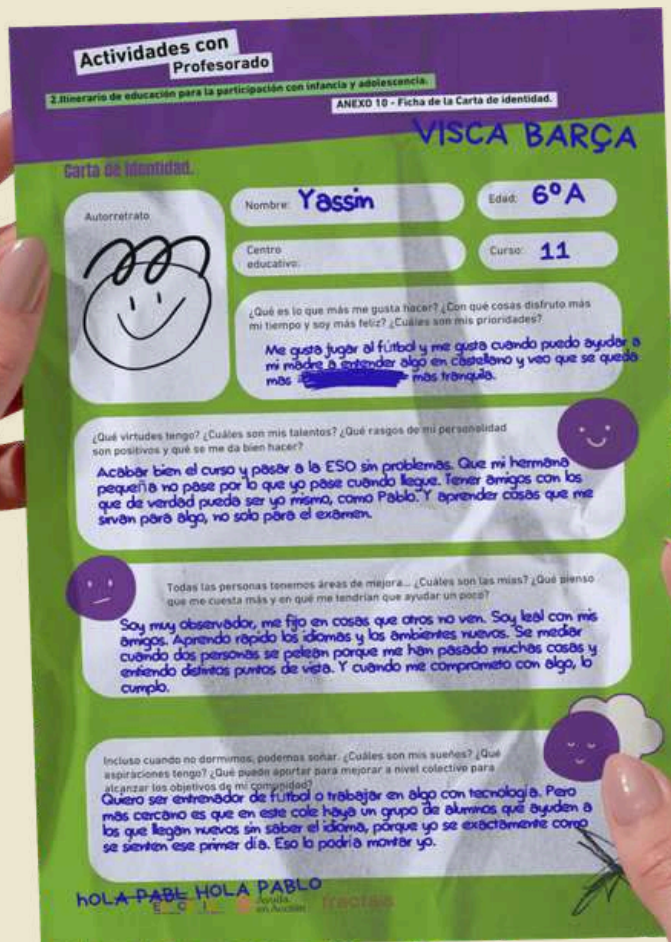 Actividades con
Profesorado
2.Itinerario de educación para la participación con infancia y adolescencia.
ANEXO 10 - Ficha de la Carta de identidad.
VISCA BARÇA
Carta de identidad.
Autorretrato
Nombre: Yassin
Edad: 6º A
Centro
educativo:
Curso: 11
¿Qué es lo que más me gusta hacer? ¿Con qué cosas disfruto más
mi tiempo y soy más feliz? ¿Cuáles son mis prioridades?
Me gusta jugar al fútbol y me gusta cuando puedo ayudar a
mi madre a entender algo en castellano y veo que se queda
mas mas tranquila.
¿Qué virtudes tengo? ¿Cuáles son mis talentos? ¿Qué rasgos de mi personalidad
son positivos y qué se me da bien hacer?
Acabar bien el curso y pasar a la ESO sin problemas. Que mi hermana
pequeña no pase por lo que yo pase cuando llegue. Tener amigos con los
que de verdad pueda ser yo mismo, como Pablo. Y aprender cosas que me
sirvan para algo, no solo para el examen.
Todas las personas tenemos áreas de mejora... ¿Cuáles son las mías? ¿Qué pienso
que me cuesta más y en qué me tendrían que ayudar un poco?
Soy muy observador, me fijo en cosas que otros no ven. Soy leal con mis
amigos. Aprendo rápido los idiomas y los ambientes nuevos. Se mediar
cuando dos personas se pelean porque me han pasado muchas cosas y
entiendo distintos puntos de vista. Y cuando me comprometo con algo, lo
cumplo.
Incluso cuando no dormimos, podemos soñar. ¿Cuáles son mis sueños? ¿Qué
aspiraciones tengo? ¿Qué puedo aportar para mejorar a nivel colectivo para
alcanzar los objetivos de mi comunidad?
Quiero ser entrenador de fútbol o trabajar en algo con tecnología. Pero
mas cercano es que en este cole haya un grupo de alumnos que ayuden a
los que llegan nuevos sin saber el idioma, porque yo se exactamente como
se sienten ese primer día. Eso lo podría montar yo.
hOLA PABL HOLA PABLO
Ayuda
en Acción